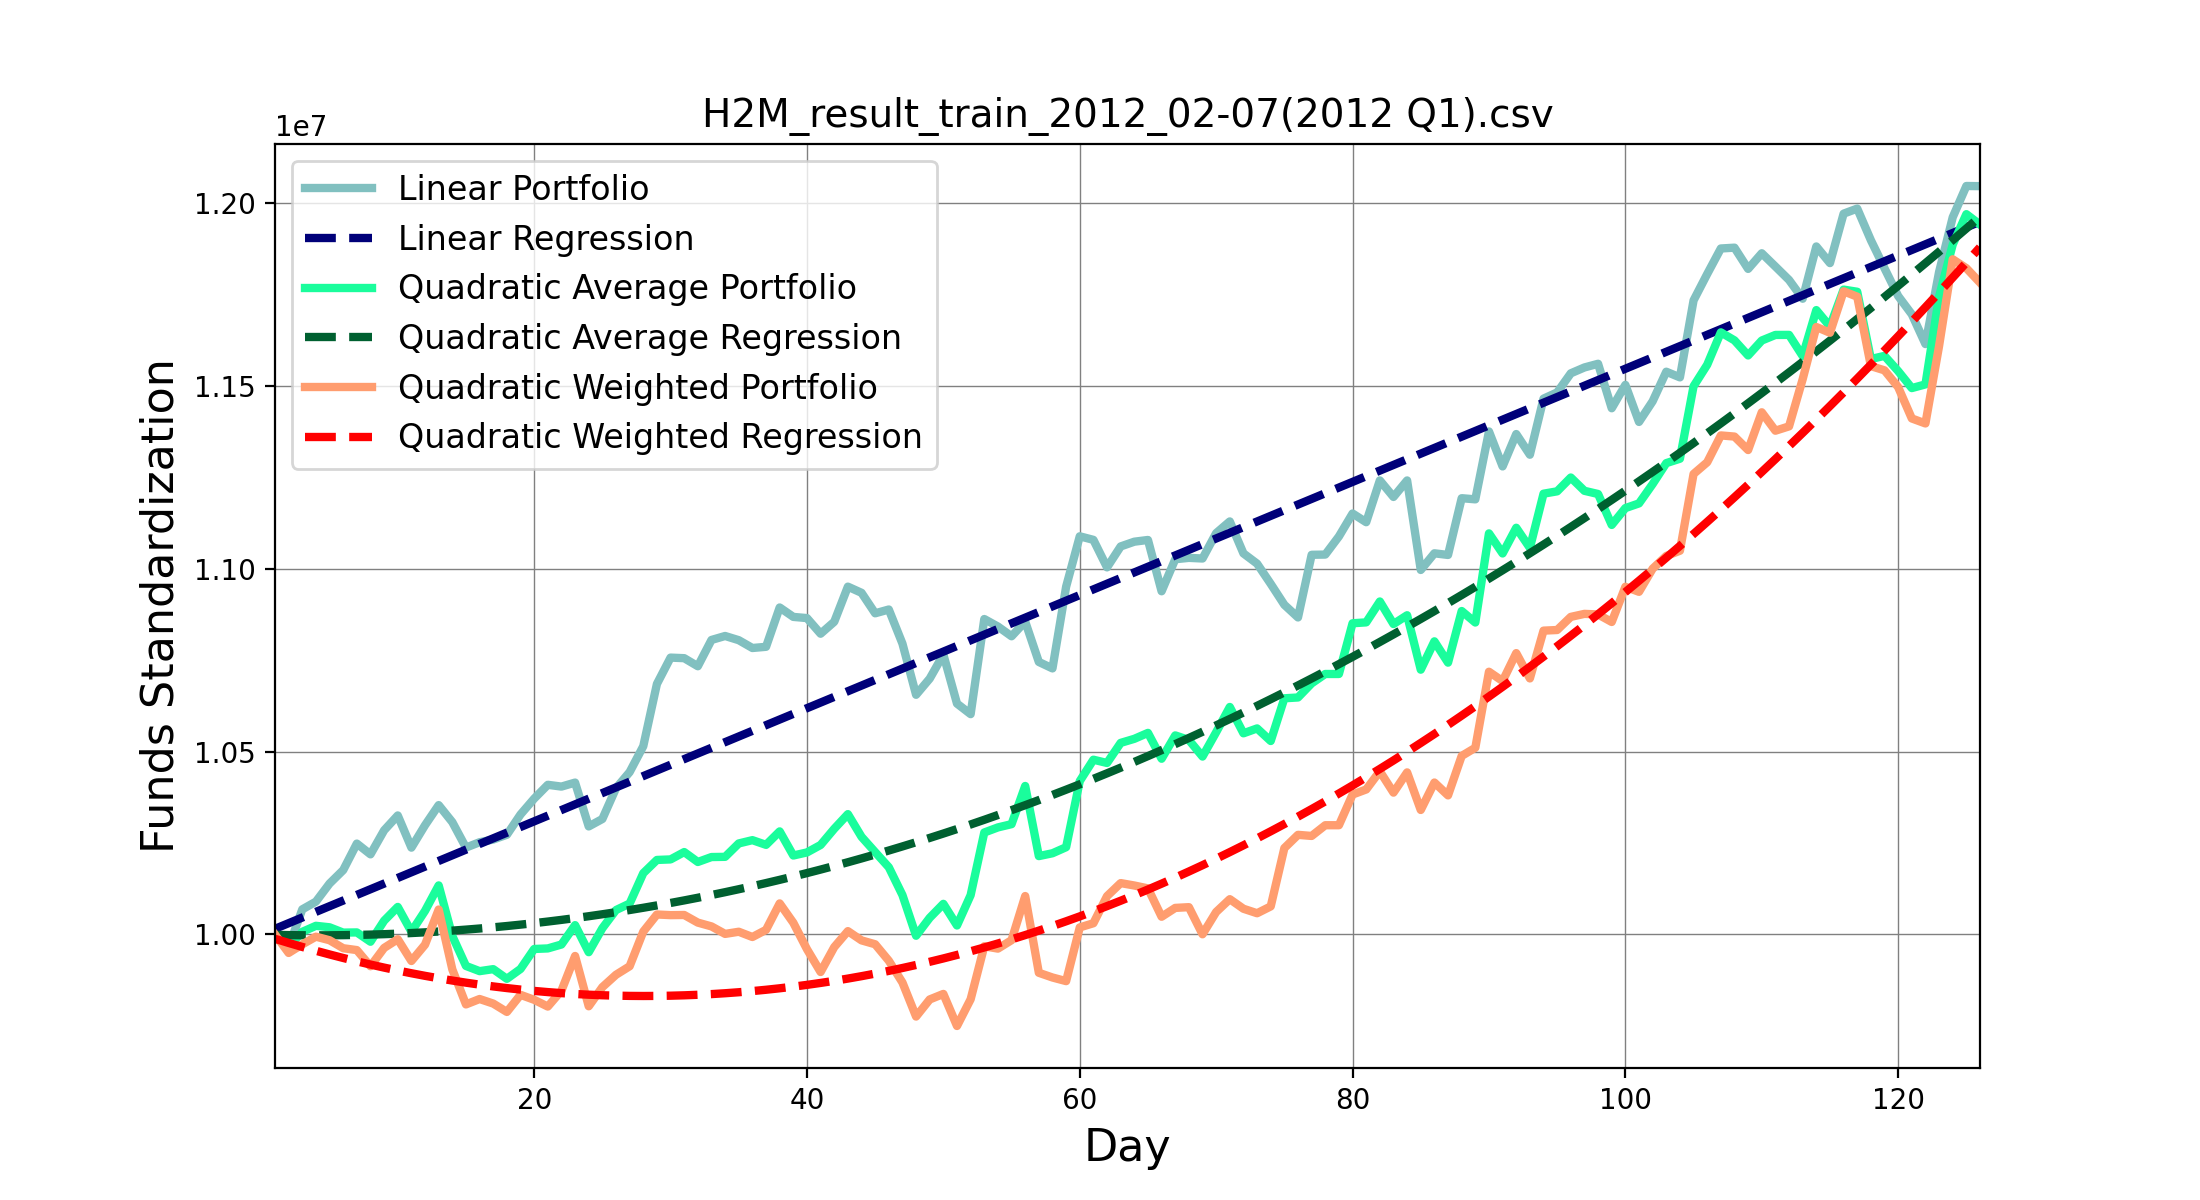 H2M_result_train_2012_02-07(2012 Q1).csv
1e7
Linear Portfolio
Linear Regression
Quadratic Average Portfolio
Quadratic Average Regression
Quadratic Weighted Portfolio
Quadratic Weighted Regression
1.20
1.15
1.10
1.05
1.00
Funds Standardization
20 40 60 80 100 120
Day